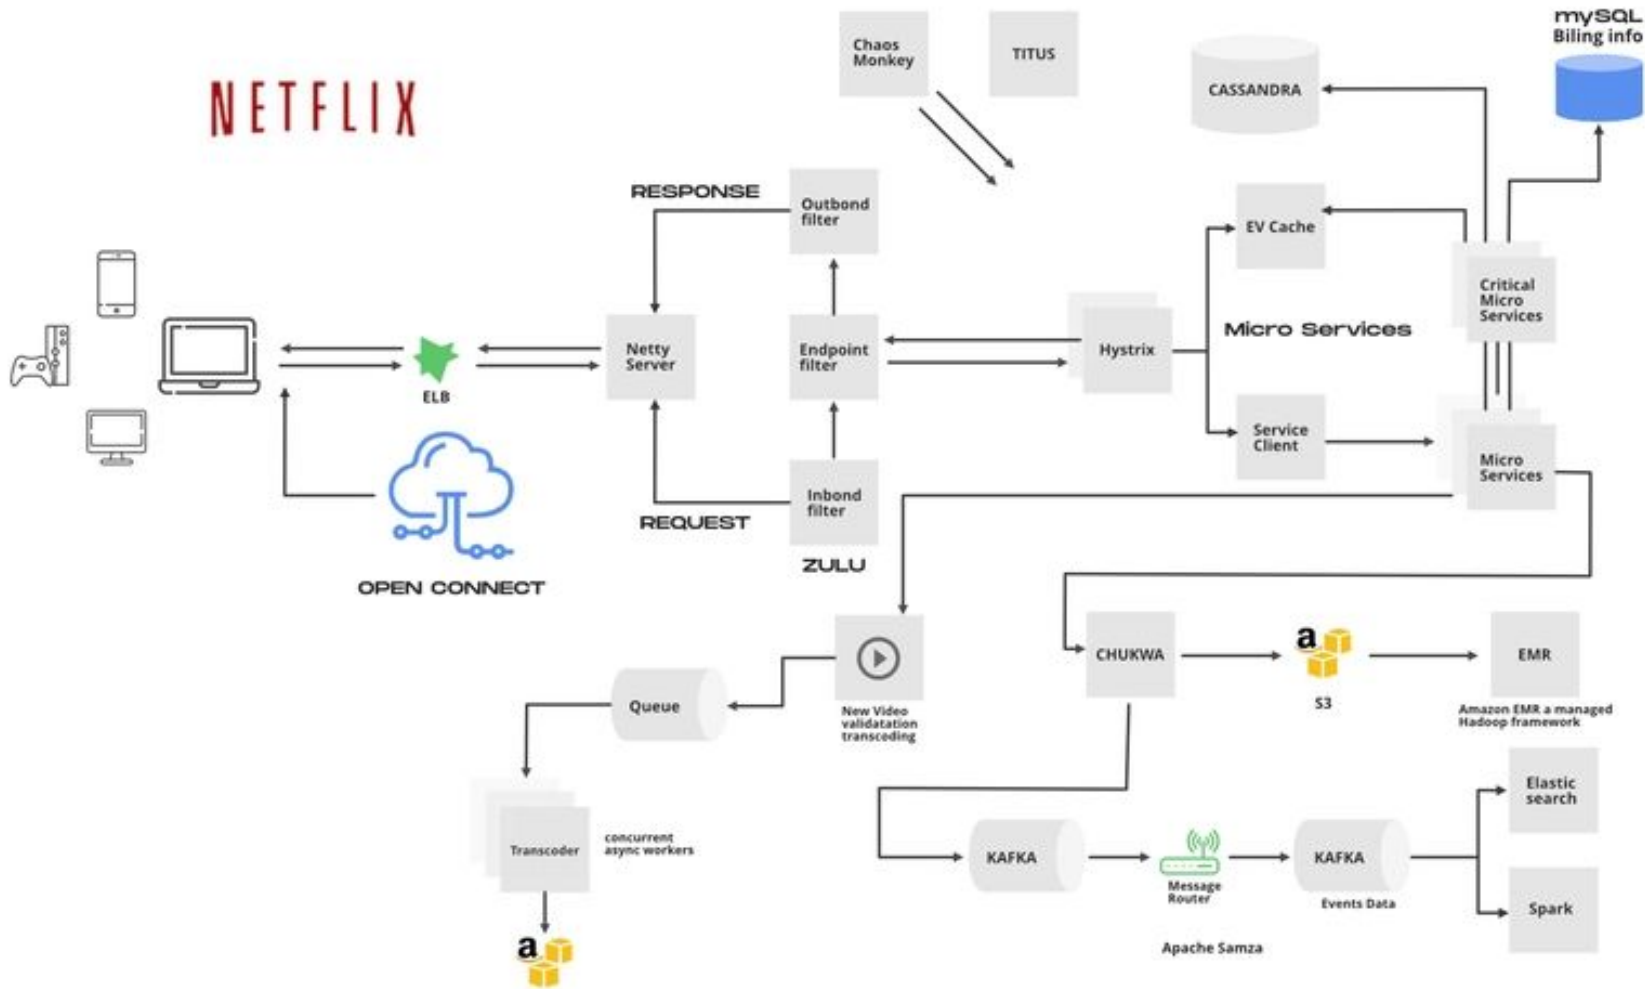 NETFLIX
Chaos
Monkey
TITUS
CASSANDRA
mySQL
Biling info
RESPONSE
Outbond
filter
EV Cache
Critical
Micro
Services
Micro Services
Netty
Server
Endpoint
filter
Hystrix
ELB
Service
Client
Micro
Services
Inbond
filter
REQUEST
ZULU
OPEN CONNECT
New Video
validatation
transcoding
Queue
CHUKWA
a
S3
EMR
Amazon EMR a managed
Hadoop framework
Transcoder
concurrent
async workers
a
KAFKA
Message
Router
KAFKA
Events Data
Apache Samza
Elastic
search
Spark